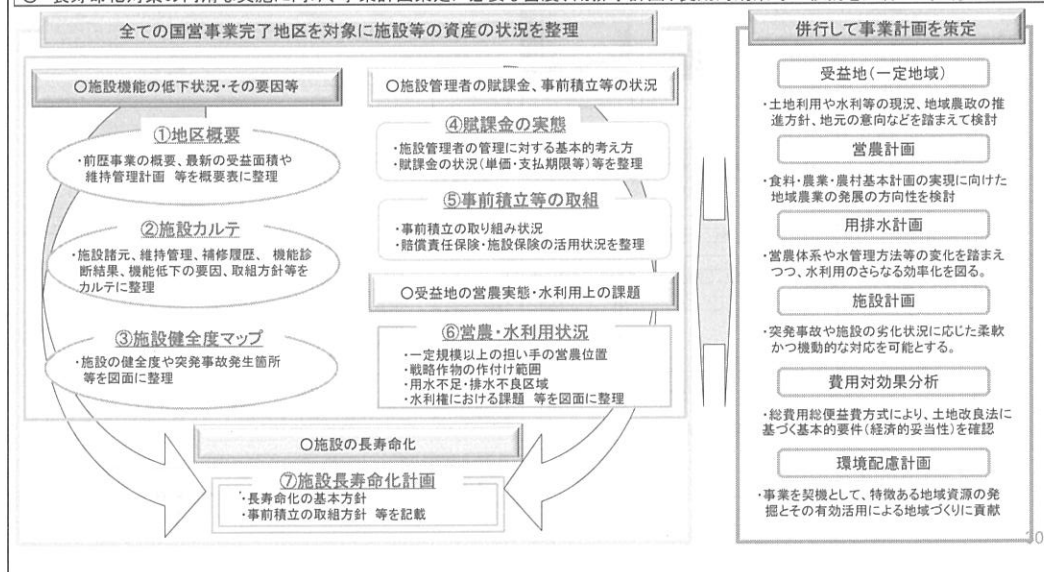 全ての国営事業完了地区を対象に施設等の資産の状況を整理
〇施設機能の低下状況・その要因等
①地区概要
・前歴事業の概要、最新の受益面積や
維持管理計画 等を概要表に整理
②施設カルテ
・施設諸元、維持管理、補修履歴、機能診
断結果、機能低下の要因、取組方針等を
カルテに整理
③施設健全度マップ
・施設の健全度や突発事故発生箇所
等を図面に整理
〇施設管理者の賦課金、事前積立等の状況
④賦課金の実態
・施設管理者の管理に対する基本的考え方
・賦課金の状況(単価・支払期限等)等を整理
⑤事前積立等の取組
・事前積立の取り組み状況
・賠償責任保険・施設保険の活用状況を整理
〇受益地の営農実態・水利用上の課題
⑥営農・水利用状況
・一定規模以上の担い手の営農位置
・戦略作物の作付け範囲
・用水不足・排水不良区域
・水利権における課題 等を図面に整理
〇施設の長寿命化
⑦施設長寿命化計画
・長寿命化の基本方針
・事前積立の取組方針 等を記載
併行して事業計画を策定
受益地(一定地域)
・土地利用や水利等の現況、地域農政の推
進方針、地元の意向などを踏まえて検討
営農計画
・食料・農業・農村基本計画の実現に向けた
地域農業の発展の方向性を検討
用排水計画
・営農体系や水管理方法等の変化を踏まえ
つつ、水利用のさらなる効率化を図る。
施設計画
・突発事故や施設の劣化状況に応じた柔軟
かつ機動的な対応を可能とする。
費用対効果分析
・総費用総便益費方式により、土地改良法に
基づく基本的要件(経済的妥当性)を確認
環境配慮計画
・事業を契機として、特徴ある地域資源の発
掘とその有効活用による地域づくりに貢献